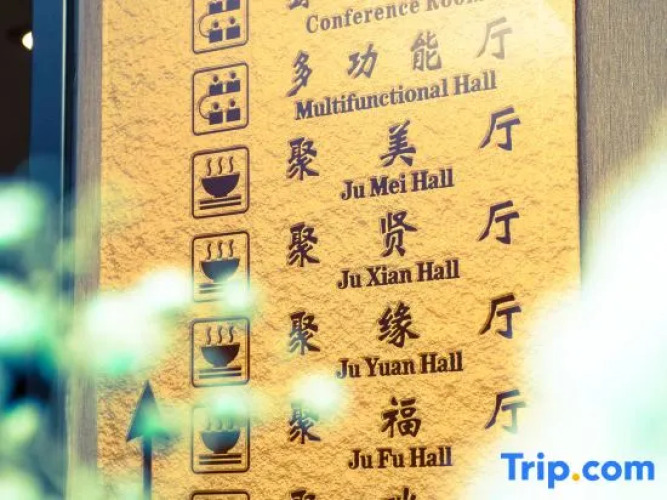 Conference Room
多功能厅
Multifunctional Hall
聚美厅
Ju Mei Hall
聚贤厅
Ju Xian Hall
聚缘厅
Ju Yuan Hall
聚福厅
Ju Fu Hall
聚
Trip.com